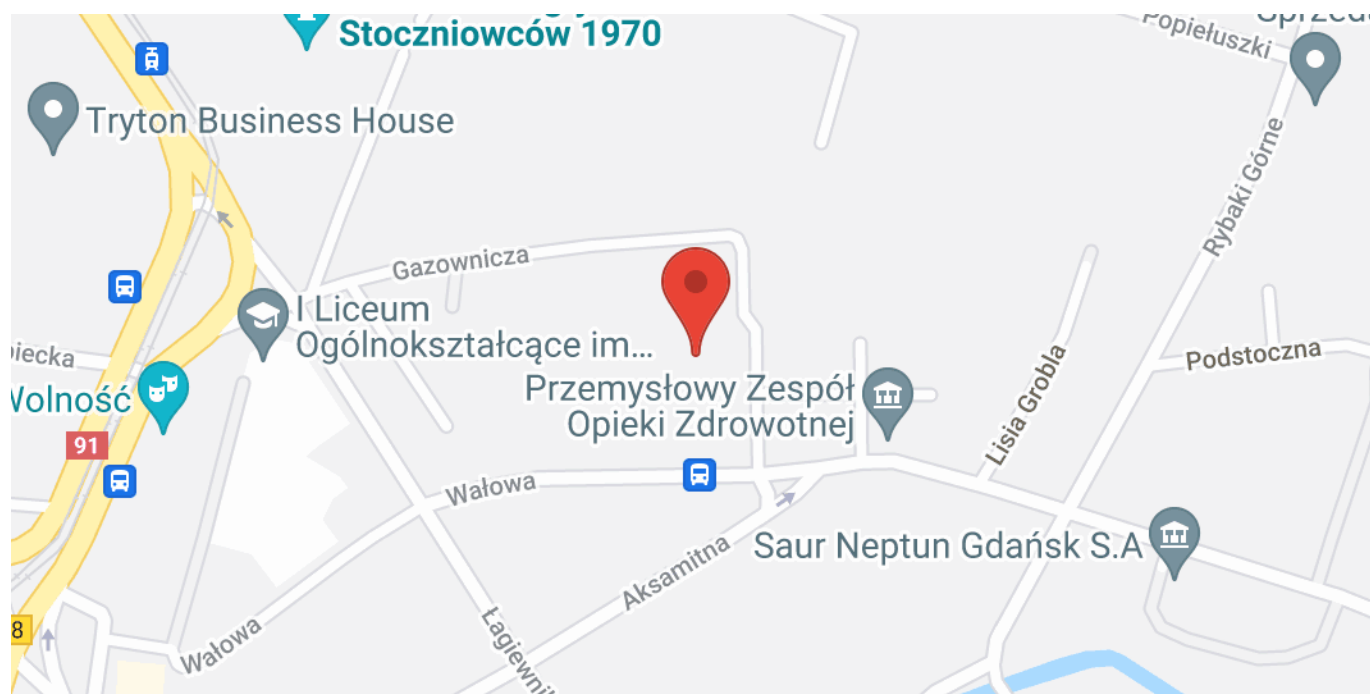 Stoczniowców 1970
Popiełuszki
Tryton Business House
Rybaki Górne
Gazownicza
I Liceum
Ogólnokształcące im...
Podstoczna
Wolność
Przemysłowy Zespół
Opieki Zdrowotnej
Lisia Grobla
91
Wałowa
Saur Neptun Gdańsk S.A
Aksamitna
8
Wałowa